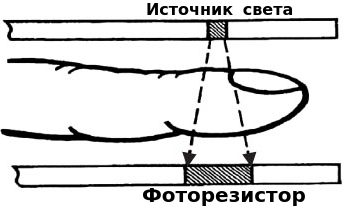 Источник света
Фоторезистор